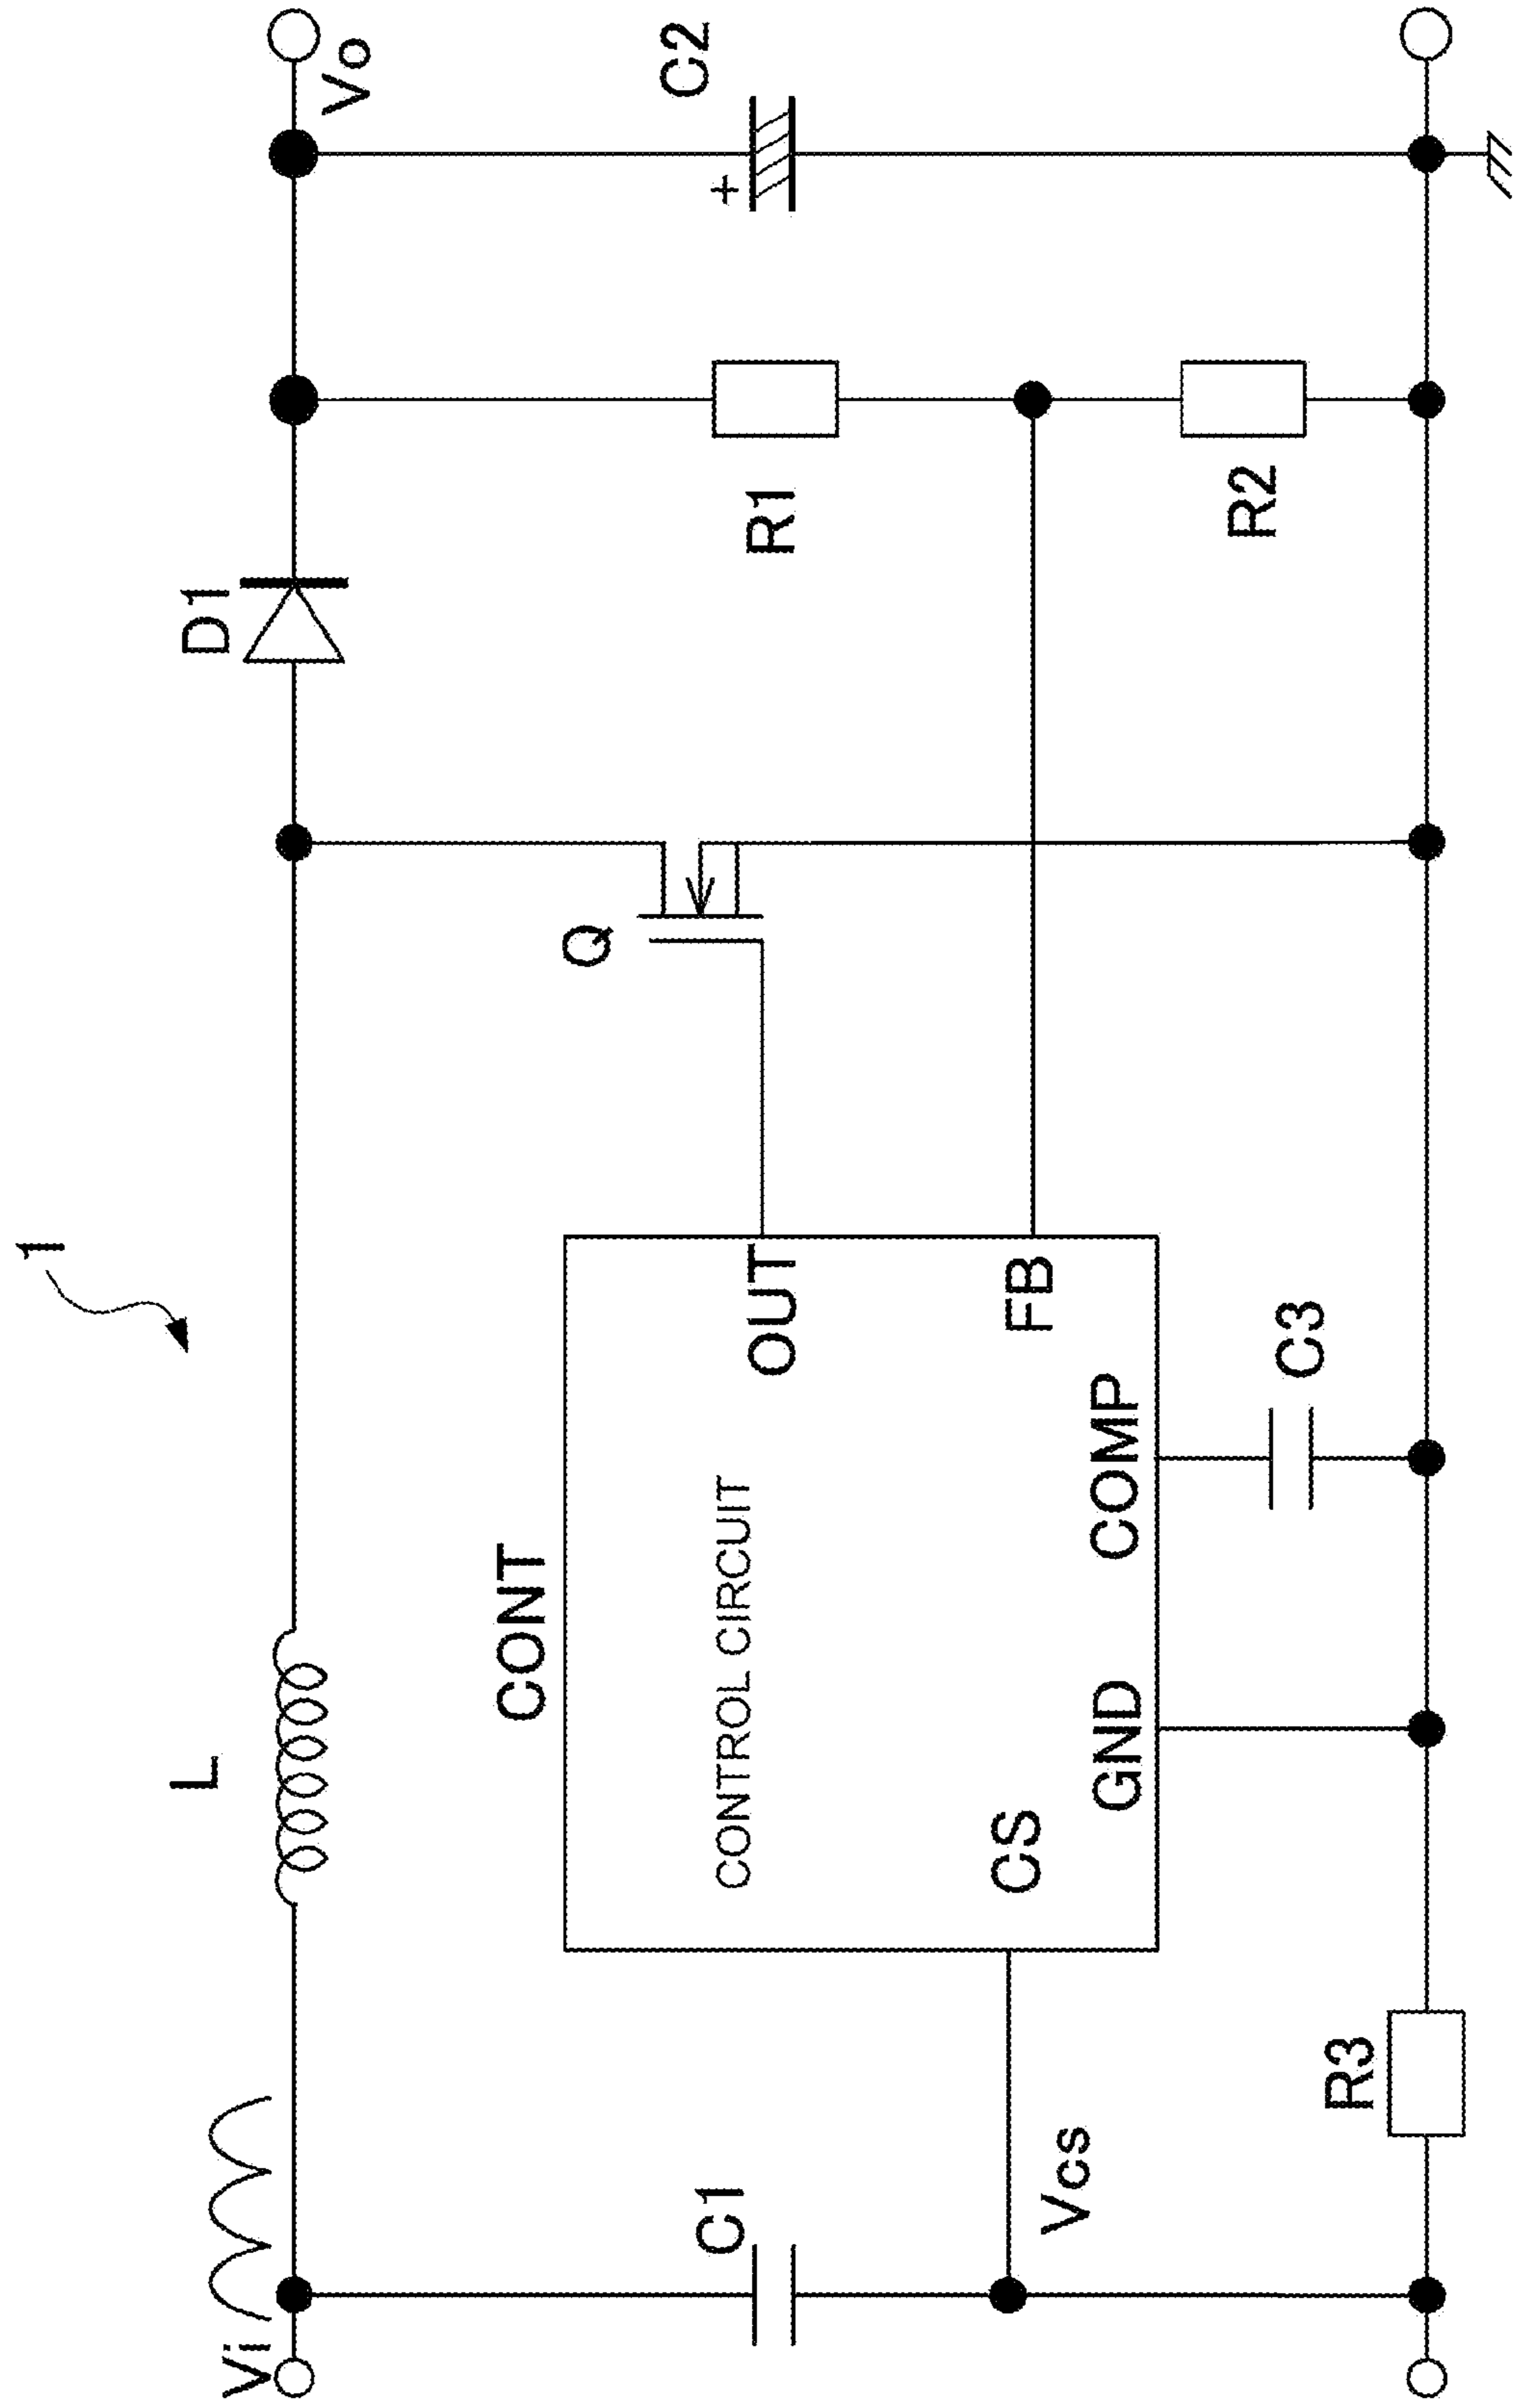 1
L
D1
Vi
Vo
CONT
Q
C1
CONTROL CIRCUIT
OUT
R1
C2
+
CS
FB
Vcs
GND
COMP
R2
C3
R3